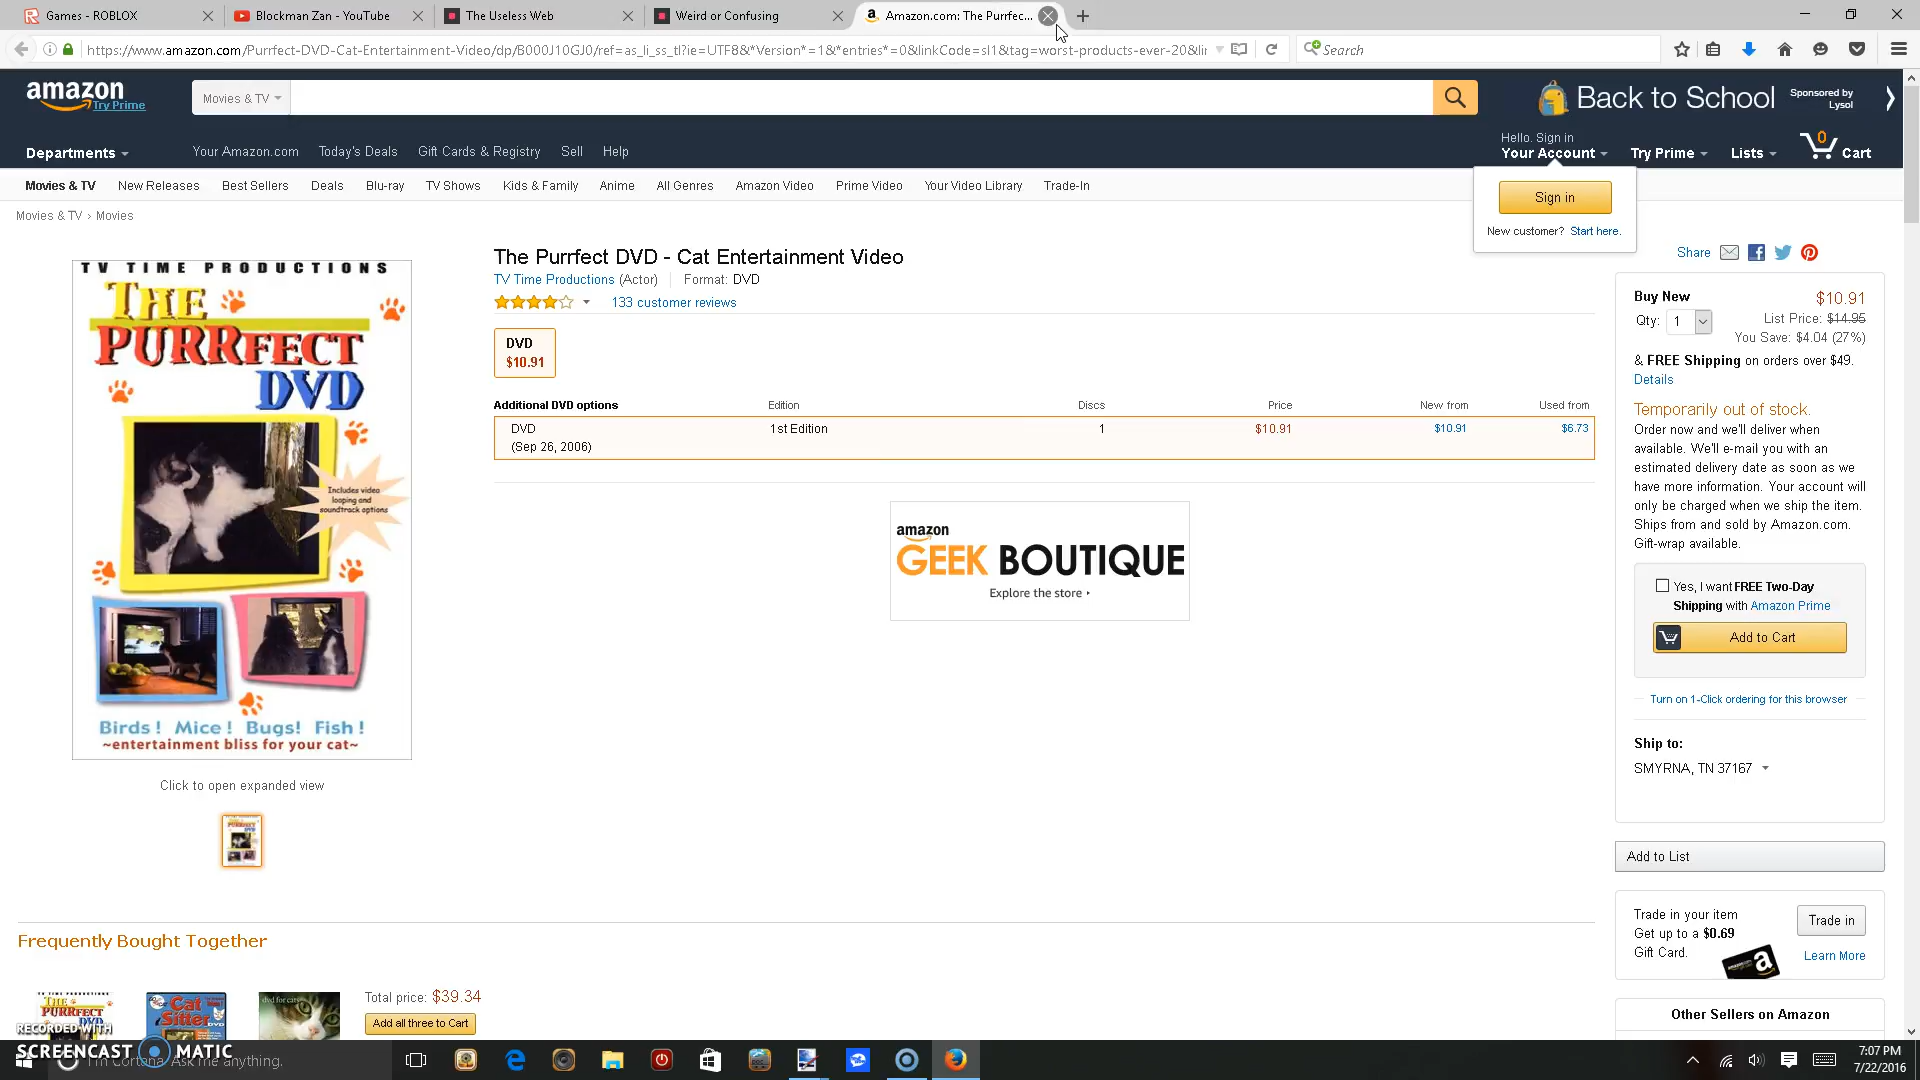 Games - ROBLOX
Blockman Zan - YouTube
The Useless Web
Weird or Confusing
Amazon.com: The Purrfec...
https://www.amazon.com/Purrfect-DVD-Cat-Entertainment-Video/dp/B000J10GJ0/ref=as_li_ss_tl?ie=UTF8&*Version*=1&*entries*=0&linkCode=sl1&tag=worst-products-ever-20&lin
Search
amazon
Try Prime
Movies & TV
Back to School
Sponsored by
Lysol
Departments
Your Amazon.com
Today's Deals
Gift Cards & Registry
Sell
Help
Hello. Sign in
Your Account
Try Prime
Lists
0
Cart
Movies & TV
New Releases
Best Sellers
Deals
Blu-ray
TV Shows
Kids & Family
Anime
All Genres
Amazon Video
Prime Video
Your Video Library
Trade-In
Sign in
New customer? Start here.
Movies & TV › Movies
TV TIME PRODUCTIONS
THE
PURRFECT
DVD
Includes video
looping and
soundtrack options
Birds! Mice! Bugs! Fish!
~entertainment bliss for your cat~
Click to open expanded view
The Purrfect DVD - Cat Entertainment Video
TV Time Productions (Actor)
Format: DVD
133 customer reviews
DVD
$10.91
Additional DVD options
Edition
Discs
Price
New from
Used from
DVD
(Sep 26, 2006)
1st Edition
1
$10.91
$10.91
$6.73
amazon
GEEK BOUTIQUE
Explore the store
Share
Buy New
$10.91
Qty: 1
List Price: $14.95
You Save: $4.04 (27%)
& FREE Shipping on orders over $49.
Details
Temporarily out of stock.
Order now and we'll deliver when
available. We'll e-mail you with an
estimated delivery date as soon as we
have more information. Your account will
only be charged when we ship the item.
Ships from and sold by Amazon.com.
Gift-wrap available.
Yes, I want FREE Two-Day
Shipping with Amazon Prime
Add to Cart
Turn on 1-Click ordering for this browser
Ship to:
SMYRNA, TN 37167
Add to List
Trade in your item
Get up to a $0.69
Gift Card.
Trade in
Learn More
Other Sellers on Amazon
Frequently Bought Together
THE
PURRFECT
Cat
Sitter
DVD
dvd for cats
Total price: $39.34
Add all three to Cart
RECORDED WITH
SCREENCAST MATIC
I'm Cortana. Ask me anything.
7:07 PM
7/22/2016